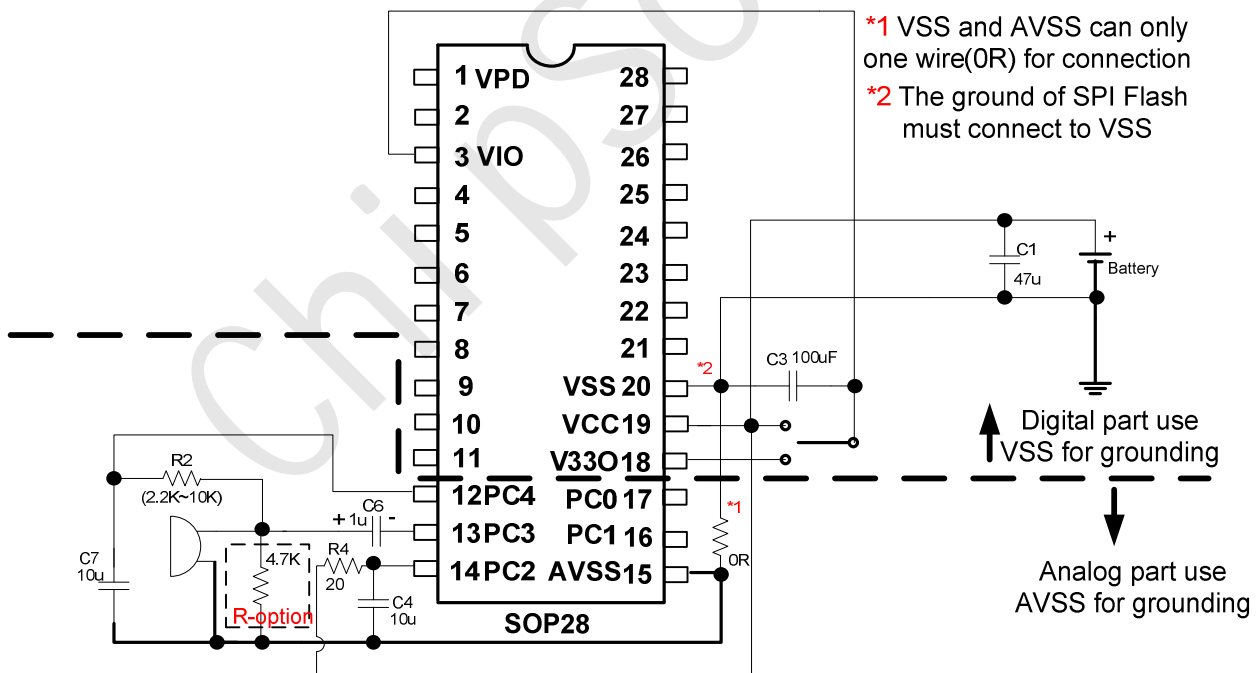 *1 VSS and AVSS can only
one wire(0R) for connection
*2 The ground of SPI Flash
must connect to VSS
1 VPD
2
3 VIO
4
5
6
7
8
9
10
11
12 PC4
13 PC3
14 PC2
28
27
26
25
24
23
22
21
VSS 20
VCC 19
V33O 18
PC0 17
PC1 16
AVSS 15
SOP28
C1
47u
+
Battery
*2
C3 100uF
Digital part use
VSS for grounding
*1
0R
Analog part use
AVSS for grounding
R2
(2.2K~10K)
C6
+ 1u -
C7
10u
4.7K
R-option
R4
20
C4
10u
Chi pSo